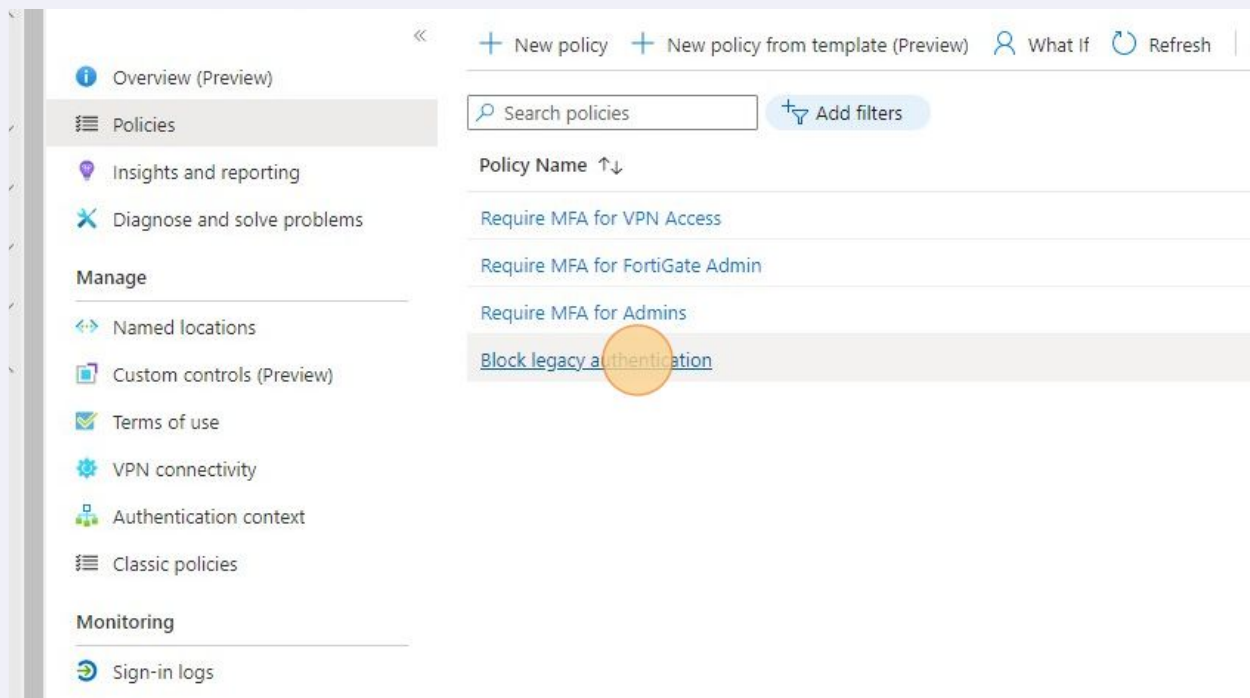 Overview (Preview)
Policies
Insights and reporting
Diagnose and solve problems
Manage
Named locations
Custom controls (Preview)
Terms of use
VPN connectivity
Authentication context
Classic policies
Monitoring
Sign-in logs
New policy New policy from template (Preview) What If Refresh
Search policies Add filters
Policy Name
Require MFA for VPN Access
Require MFA for FortiGate Admin
Require MFA for Admins
Block legacy authentication